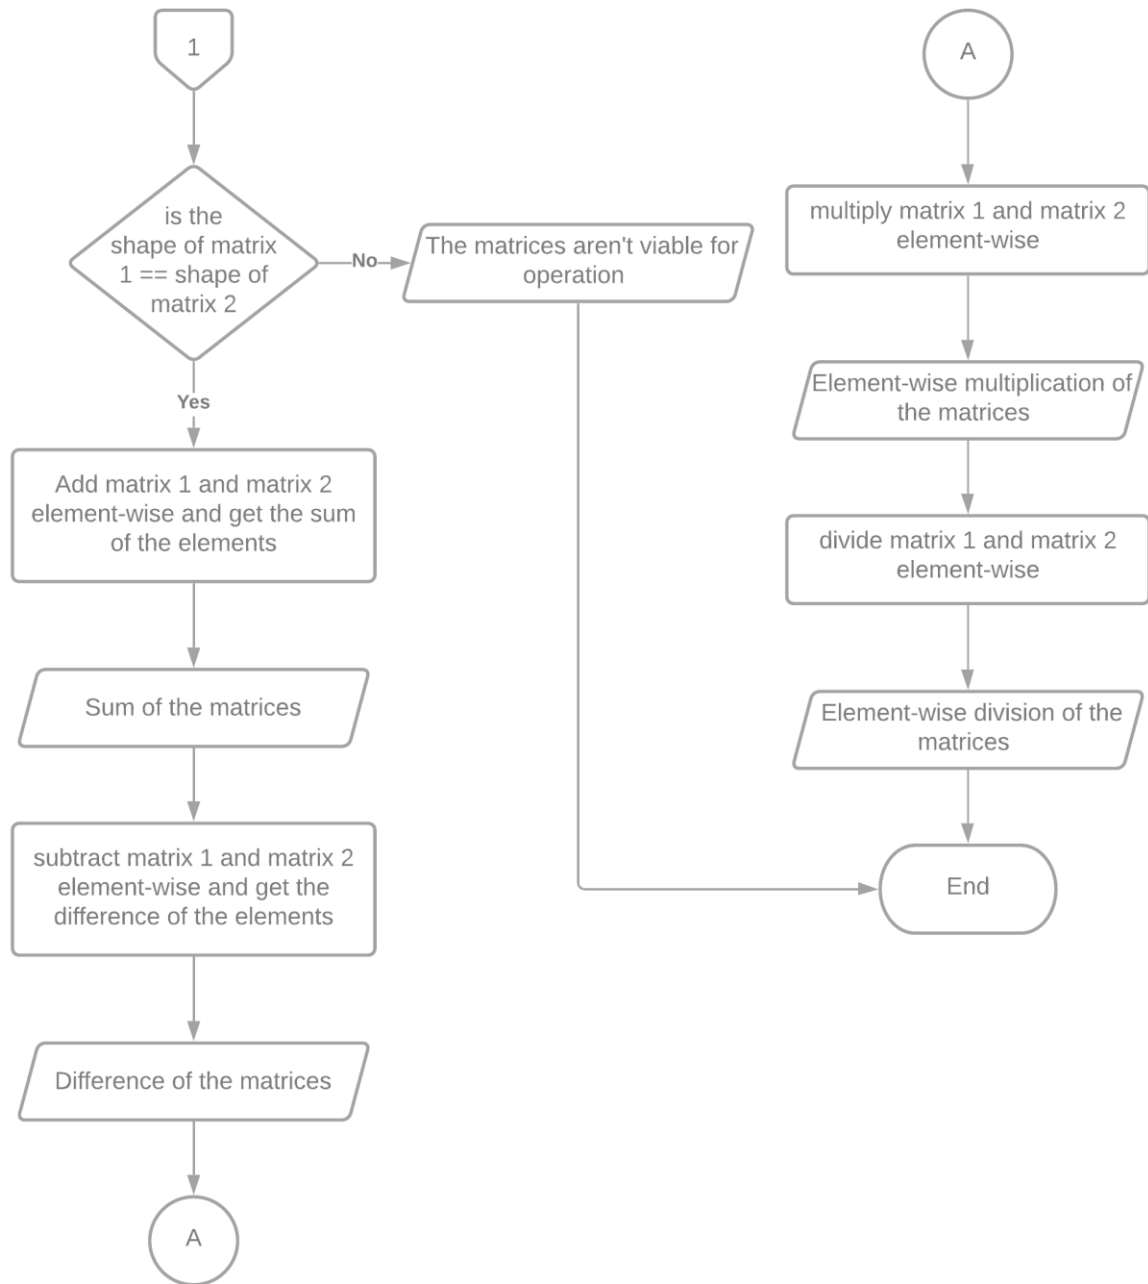 1
is the
shape of matrix
1 == shape of
matrix 2
No
The matrices aren't viable for
operation
Yes
Add matrix 1 and matrix 2
element-wise and get the sum
of the elements
Sum of the matrices
subtract matrix 1 and matrix 2
element-wise and get the
difference of the elements
Difference of the matrices
A
A
multiply matrix 1 and matrix 2
element-wise
Element-wise multiplication of
the matrices
divide matrix 1 and matrix 2
element-wise
Element-wise division of the
matrices
End